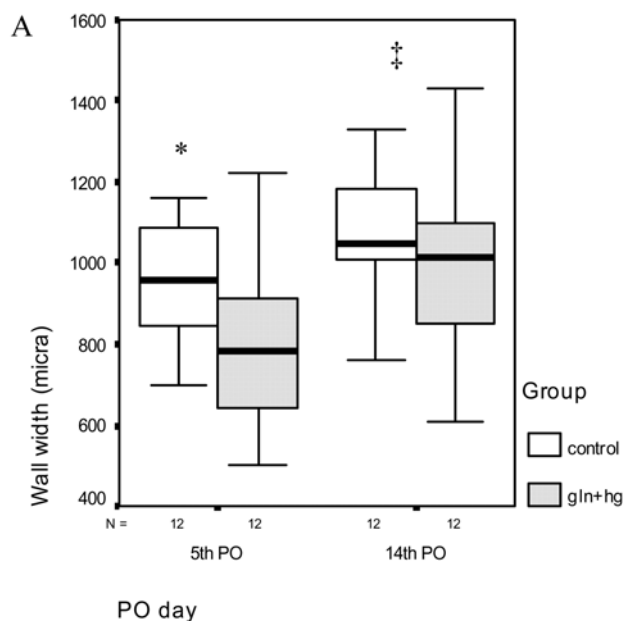 A
Wall width (micra)
1600
1400
1200
1000
800
600
400
*
‡
N = 12 12 12 12
5th PO 14th PO
PO day
Group
control
gln+hg